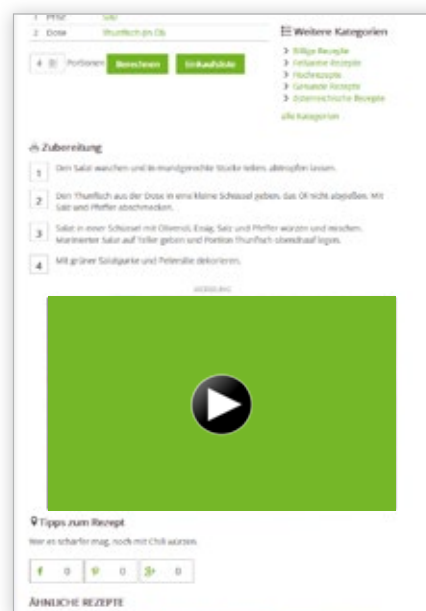 1 Prise Salz
2 Dose Thunfisch (in Öl)
4 Portionen Berechnen Einkaufsliste
Weitere Kategorien
Billige Rezepte
Fettarme Rezepte
Fischrezepte
Gesunde Rezepte
österreichische Rezepte
alle Kategorien
Zubereitung
1 Den Salat waschen und in mundgerechte Stücke teilen, abtropfen lassen.
2 Den Thunfisch aus der Dose in eine kleine Schüssel geben, das Öl nicht abgießen. Mit
Salz und Pfeffer abschmecken.
3 Salat in einer Schüssel mit Olivenöl, Essig, Salz und Pfeffer würzen und mischen.
Marinierter Salat auf Teller geben und Portion Thunfisch obendrauf legen.
4 Mit grüner Salatgurke und Petersilie dekorieren.
WERBUNG
Tipps zum Rezept
Wer es schärfer mag, noch mit Chili würzen.
f 0 0 g+ 0
ÄHNLICHE REZEPTE